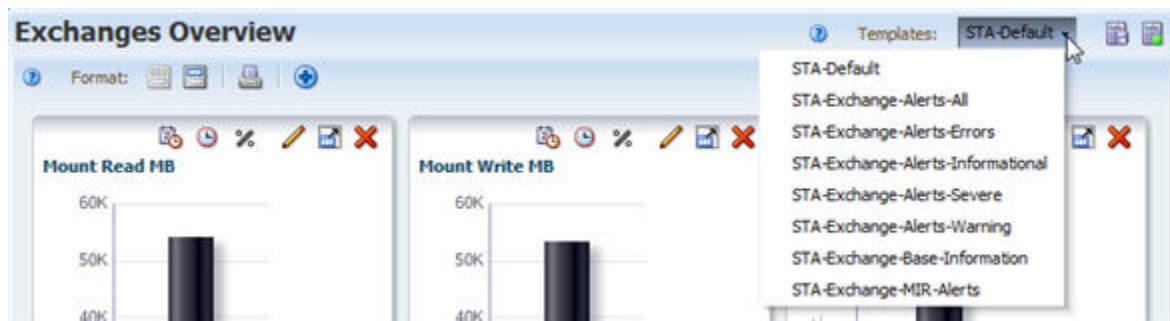 Exchanges Overview
Templates: STA-Default
Format:
STA-Default
STA-Exchange-Alerts-All
STA-Exchange-Alerts-Errors
STA-Exchange-Alerts-Informational
STA-Exchange-Alerts-Severe
STA-Exchange-Alerts-Warning
STA-Exchange-Base-Information
STA-Exchange-MIR-Alerts
Mount Read MB
60K
50K
40K
Mount Write MB
60K
50K
40K